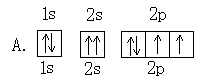 1s 2s 2p
A. ↑↓ ↑↑ ↑↓ ↑ ↑
1s 2s 2p